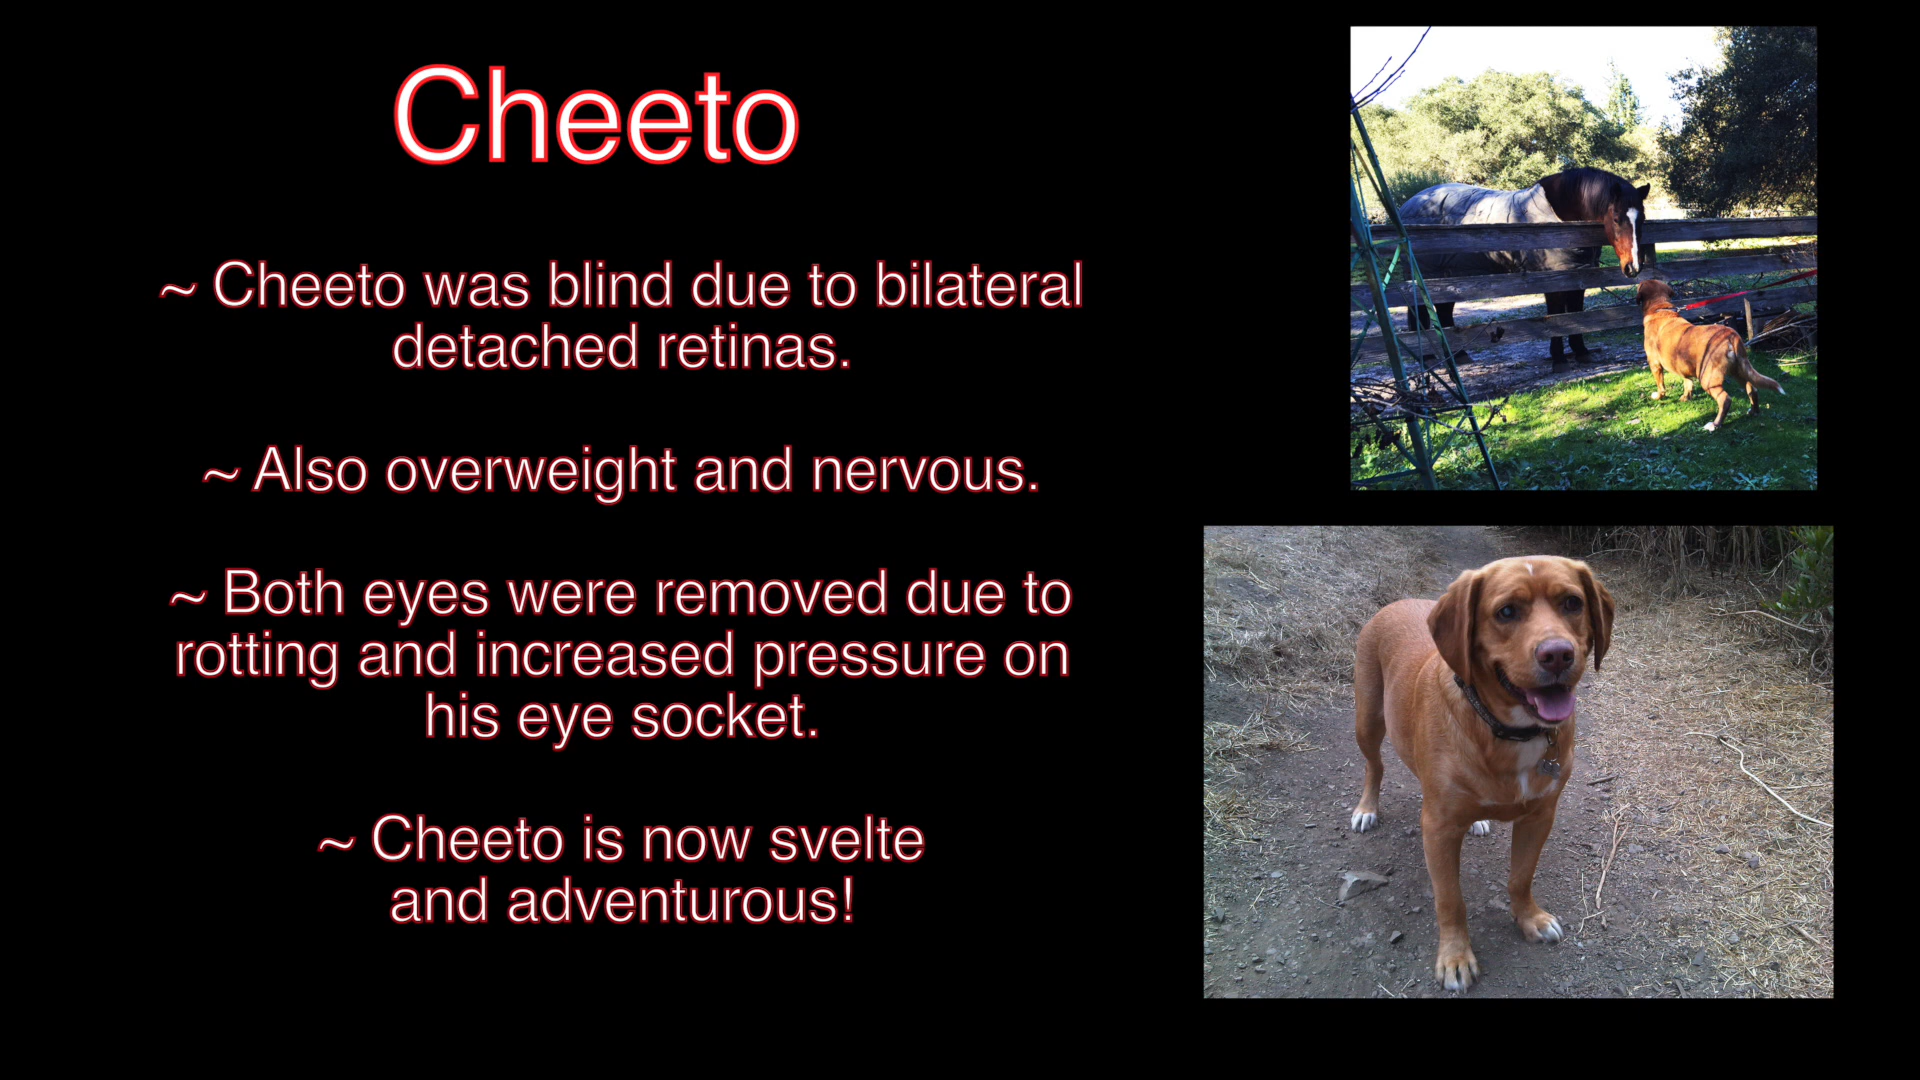 Cheeto
~ Cheeto was blind due to bilateral
detached retinas.
~ Also overweight and nervous.
~ Both eyes were removed due to
rotting and increased pressure on
his eye socket.
~ Cheeto is now svelte
and adventurous!